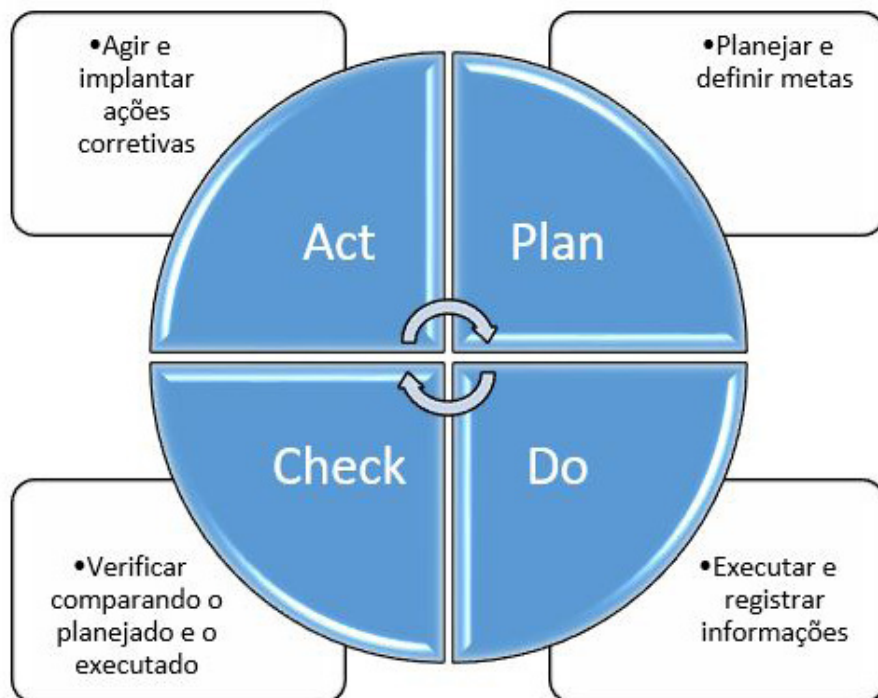 •Agir e
implantar
ações
corretivas
•Planejar e
definir metas
Act
Plan
Check
Do
•Verificar
comparando o
planejado e o
executado
•Executar e
registrar
informações